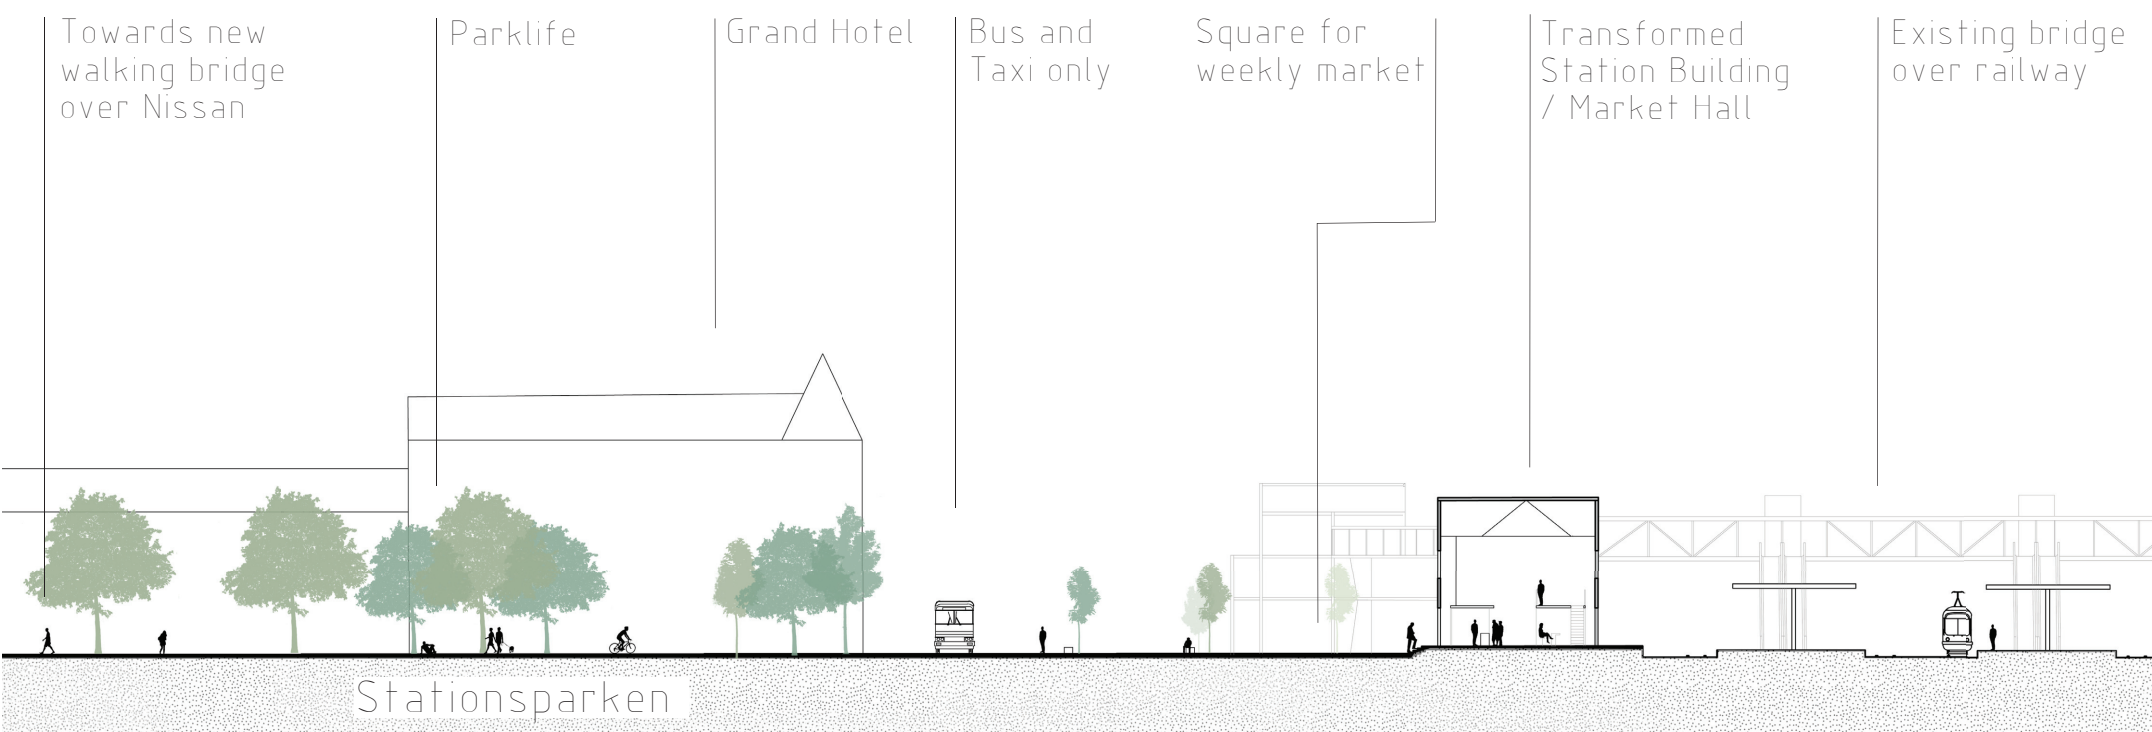 Towards new
walking bridge
over Nissan
Parklife
Grand Hotel
Bus and
Taxi only
Square for
weekly market
Transformed
Station Building
/ Market Hall
Existing bridge
over railway
Stationsparken